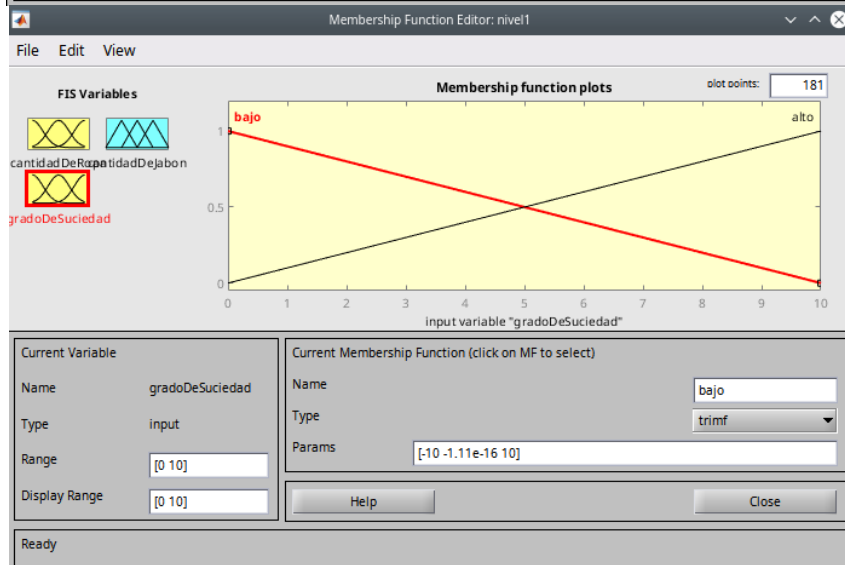 Membership Function Editor: nivel1
File Edit View
FIS Variables
Membership function plots
plot points: 181
cantidadDeRopa
cantidadDeJabon
gradoDeSuciedad
bajo
alto
1
0.5
0
0 1 2 3 4 5 6 7 8 9 10
input variable "gradoDeSuciedad"
Current Variable
Name gradoDeSuciedad
Type input
Range [0 10]
Display Range [0 10]
Current Membership Function (click on MF to select)
Name bajo
Type trimf
Params [-10 -1.11e-16 10]
Help Close
Ready